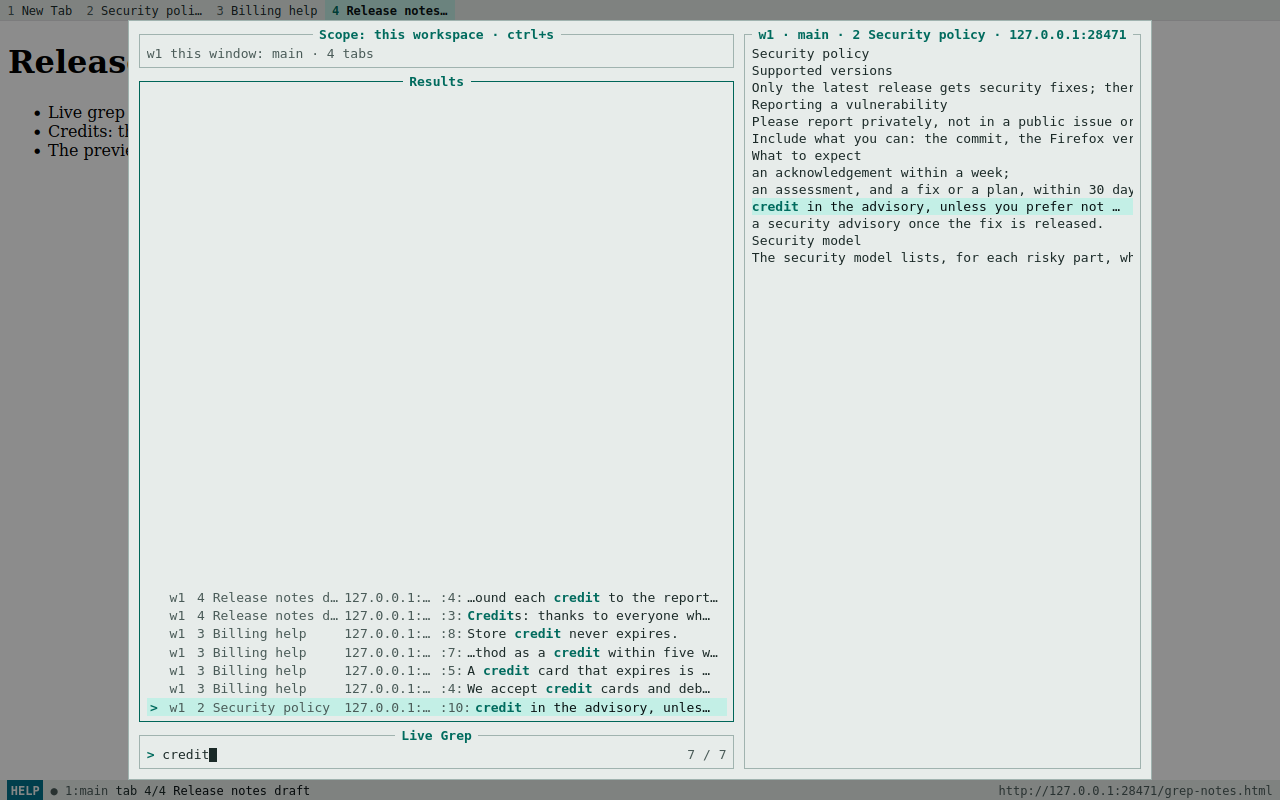 1 New Tab 2 Security poli… 3 Billing help 4 Release notes…
Releas
• Live grep
• Credits: th
• The previe
Scope: this workspace · ctrl+s
w1 this window: main · 4 tabs
Results
w1 4 Release notes d… 127.0.0.1:… :4: …ound each credit to the report…
w1 4 Release notes d… 127.0.0.1:… :3: Credits: thanks to everyone wh…
w1 3 Billing help 127.0.0.1:… :8: Store credit never expires.
w1 3 Billing help 127.0.0.1:… :7: …thod as a credit within five w…
w1 3 Billing help 127.0.0.1:… :5: A credit card that expires is …
w1 3 Billing help 127.0.0.1:… :4: We accept credit cards and deb…
> w1 2 Security policy 127.0.0.1:… :10: credit in the advisory, unles…
Live Grep
> credit 7 / 7
w1 · main · 2 Security policy · 127.0.0.1:28471
Security policy
Supported versions
Only the latest release gets security fixes; ther
Reporting a vulnerability
Please report privately, not in a public issue or
Include what you can: the commit, the Firefox ver
What to expect
an acknowledgement within a week;
an assessment, and a fix or a plan, within 30 day
credit in the advisory, unless you prefer not …
a security advisory once the fix is released.
Security model
The security model lists, for each risky part, wh
HELP ● 1:main tab 4/4 Release notes draft http://127.0.0.1:28471/grep-notes.html